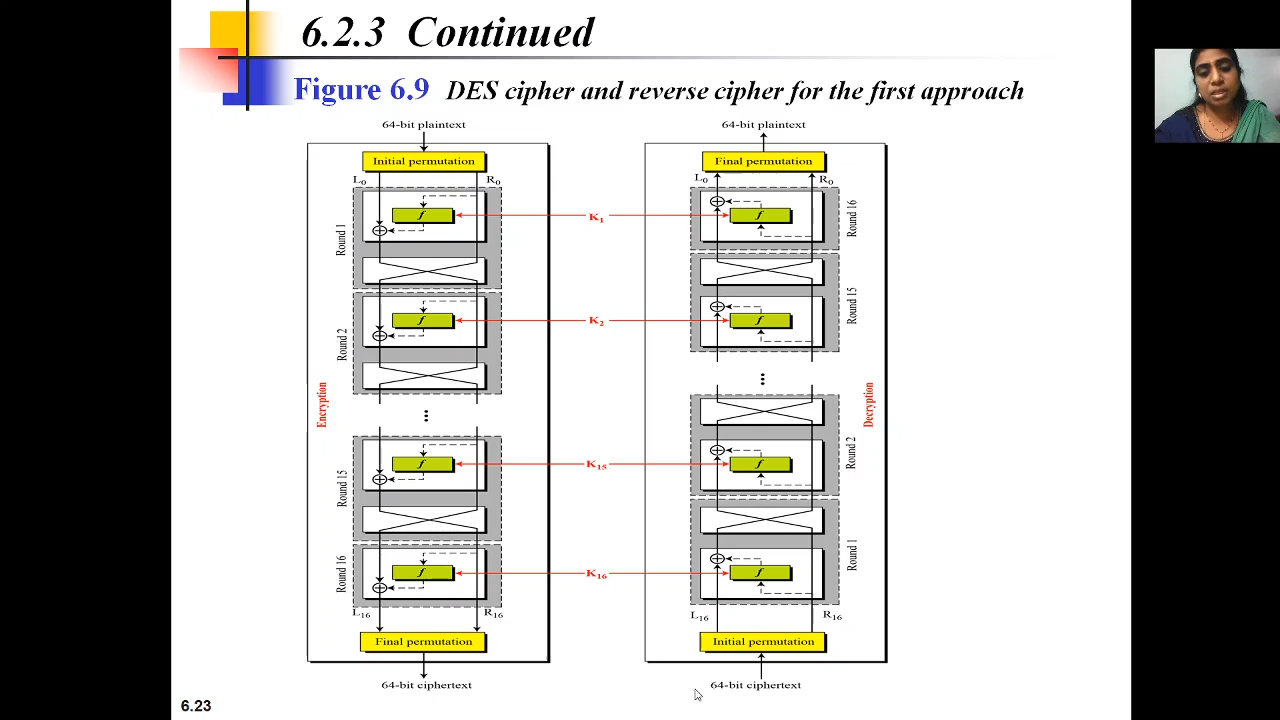 6.2.3 Continued
Figure 6.9 DES cipher and reverse cipher for the first approach
64-bit plaintext
Initial permutation
L0
R0
f
Round 1
f
Round 2
Encryption
...
f
Round 15
f
Round 16
L16
R16
Final permutation
64-bit ciphertext
K1
K2
K15
K16
64-bit plaintext
Final permutation
L0
R0
f
Round 16
f
Round 15
...
Decryption
f
Round 2
f
Round 1
L16
R16
Initial permutation
64-bit ciphertext
6.23